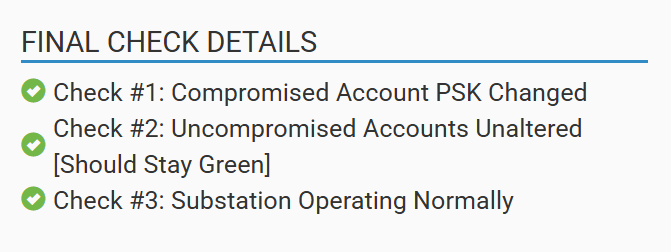 FINAL CHECK DETAILS
Check #1: Compromised Account PSK Changed
Check #2: Uncompromised Accounts Unaltered
[Should Stay Green]
Check #3: Substation Operating Normally